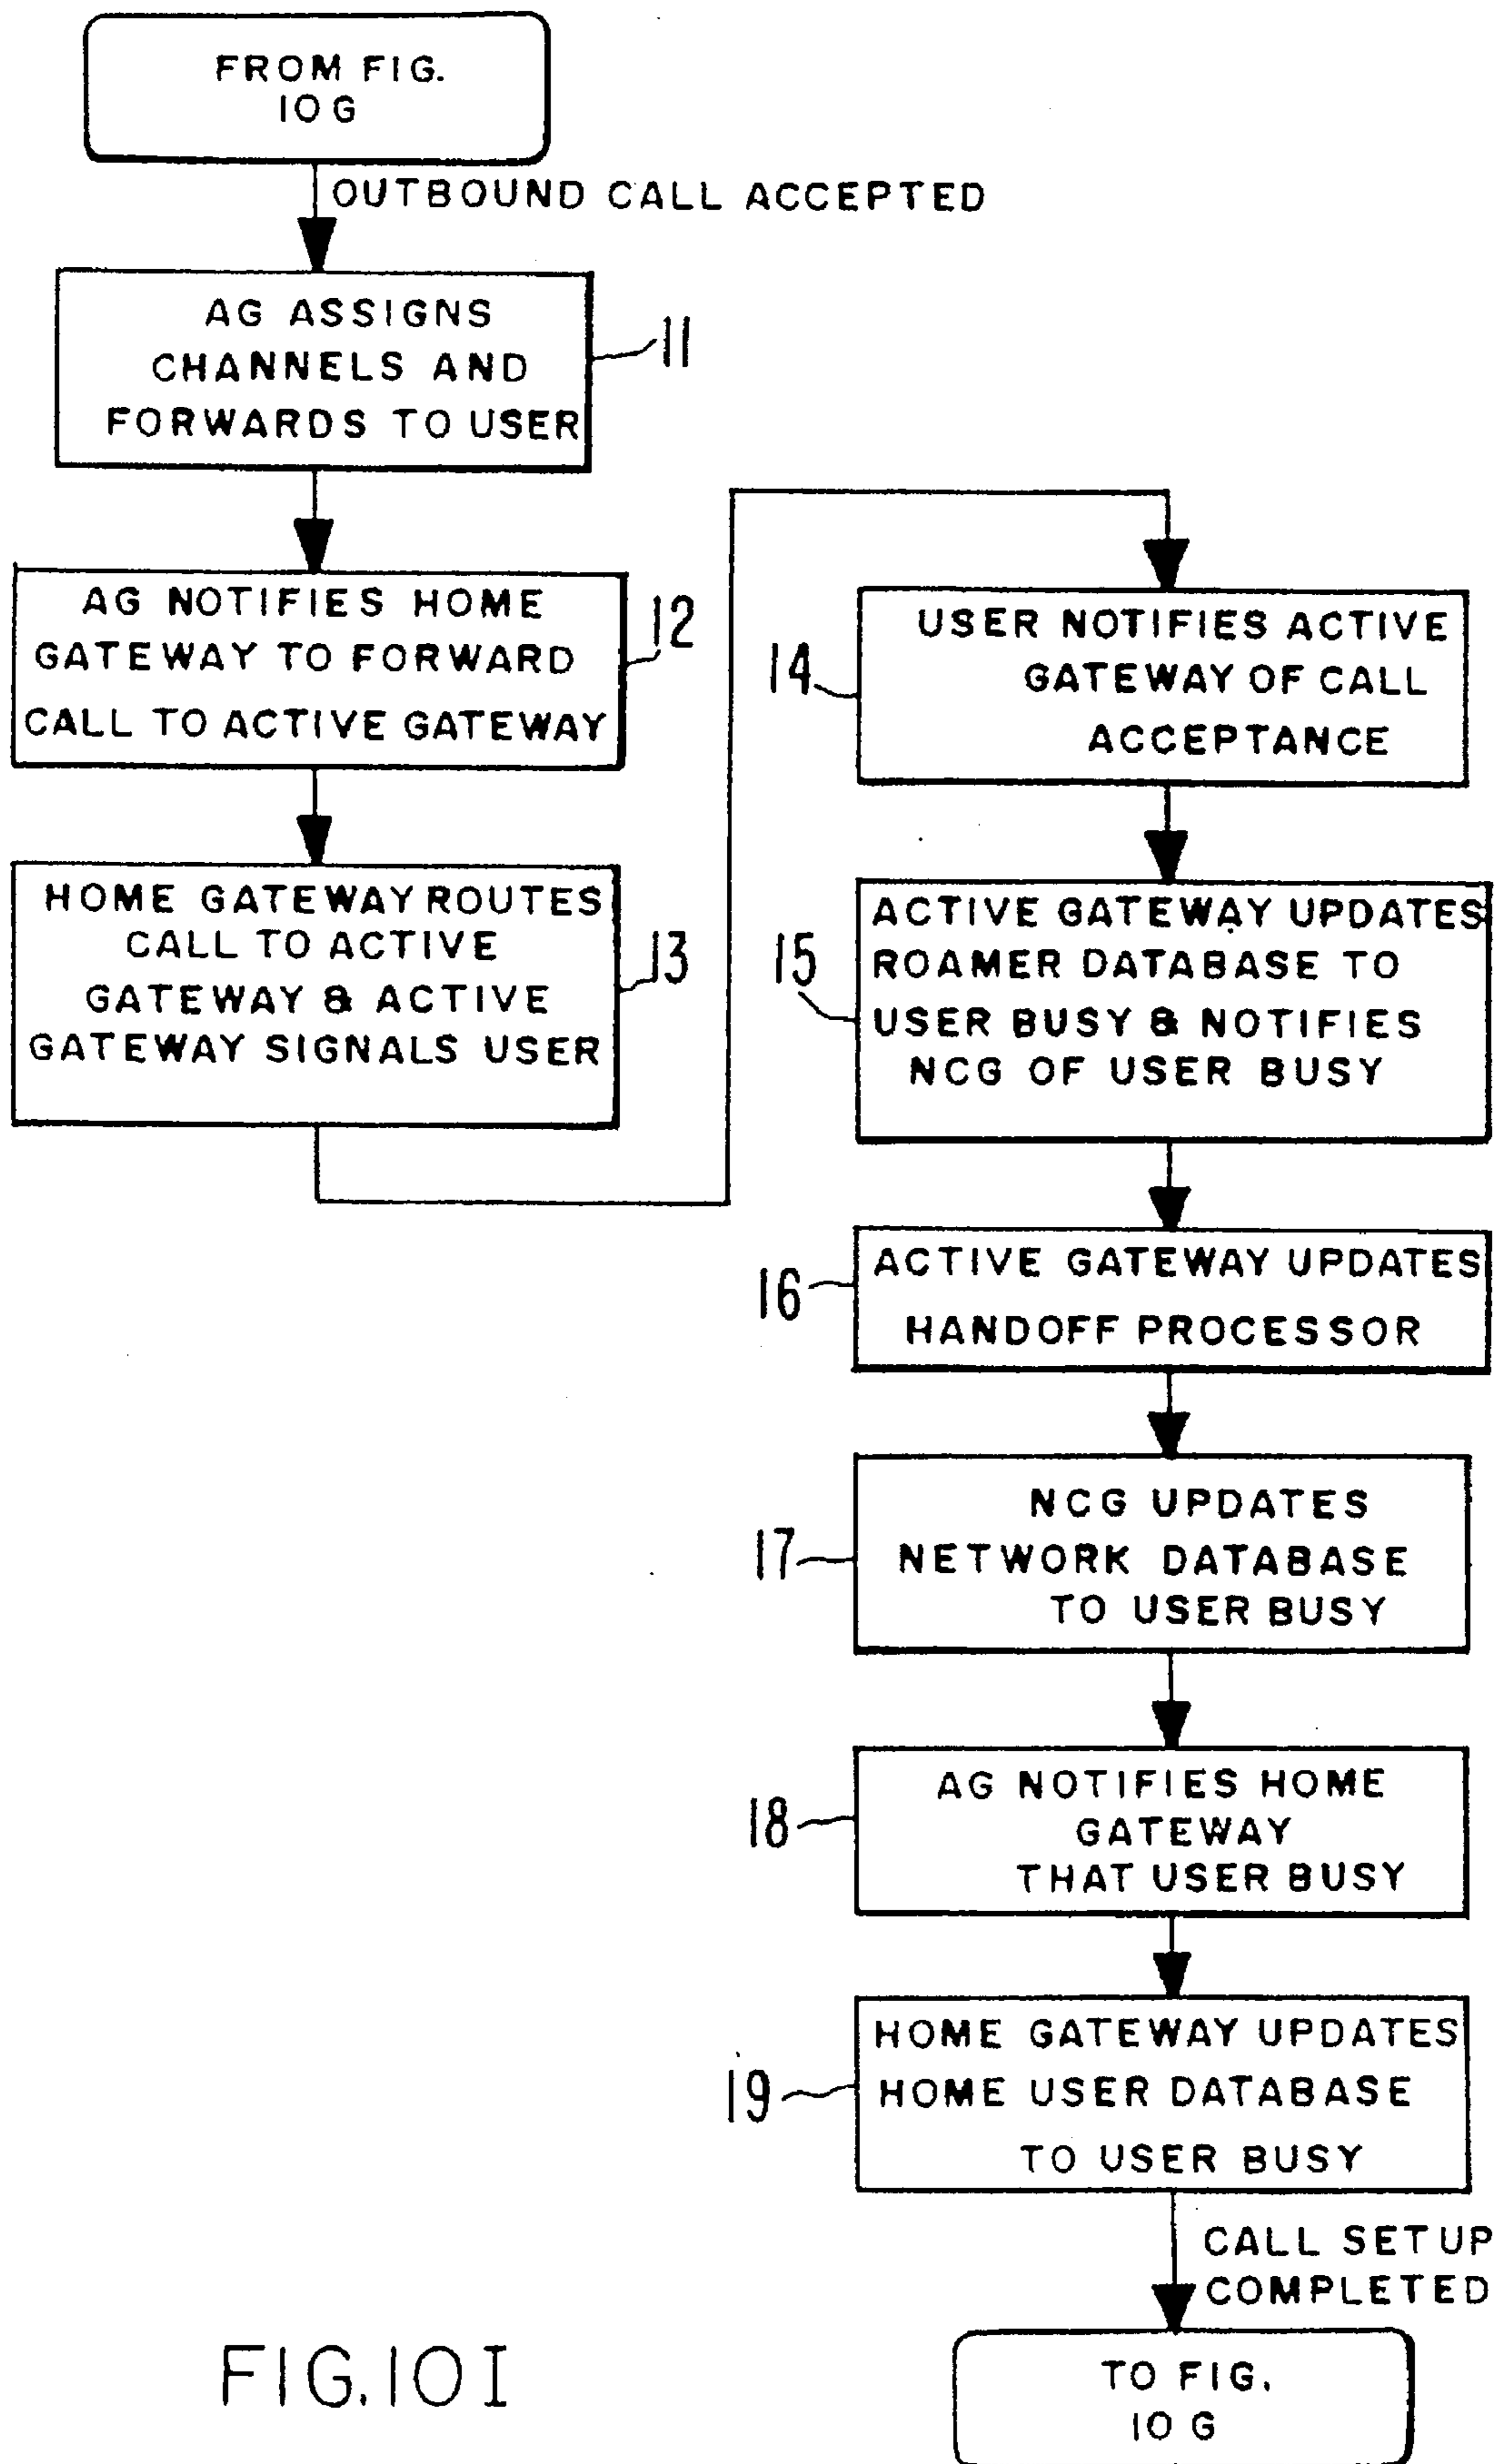 FROM FIG.
10 G
OUTBOUND CALL ACCEPTED
AG ASSIGNS
CHANNELS AND
FORWARDS TO USER
11
AG NOTIFIES HOME
GATEWAY TO FORWARD
CALL TO ACTIVE GATEWAY
12
HOME GATEWAY ROUTES
CALL TO ACTIVE
GATEWAY & ACTIVE
GATEWAY SIGNALS USER
13
USER NOTIFIES ACTIVE
GATEWAY OF CALL
ACCEPTANCE
14
ACTIVE GATEWAY UPDATES
ROAMER DATABASE TO
USER BUSY & NOTIFIES
NCG OF USER BUSY
15
ACTIVE GATEWAY UPDATES
HANDOFF PROCESSOR
16
NCG UPDATES
NETWORK DATABASE
TO USER BUSY
17
AG NOTIFIES HOME
GATEWAY
THAT USER BUSY
18
HOME GATEWAY UPDATES
HOME USER DATABASE
TO USER BUSY
19
CALL SETUP
COMPLETED
TO FIG.
10 G
FIG. 10 I